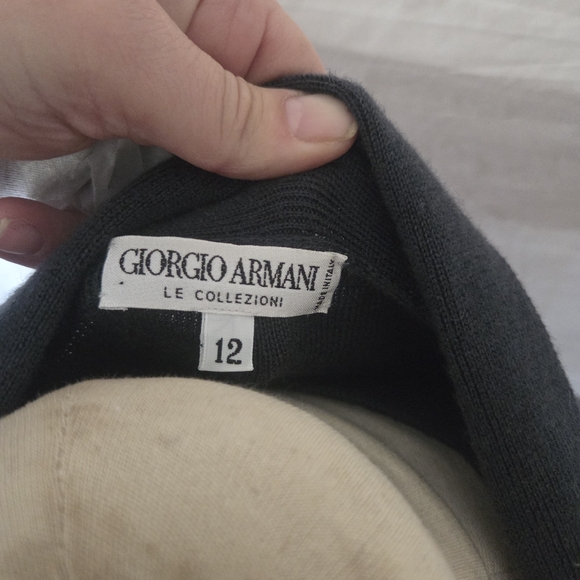 GIORGIO ARMANI
LE COLLEZIONI
MADE IN ITALY
12